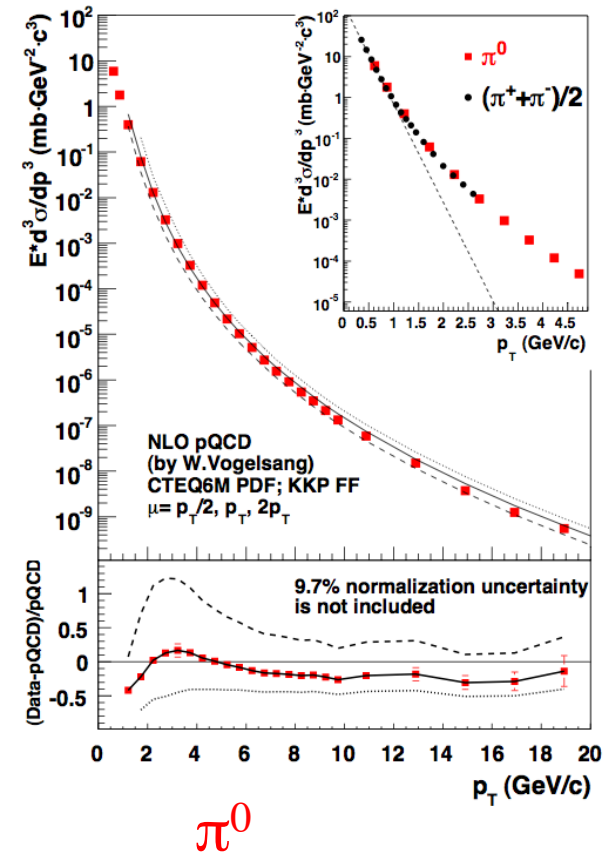 E*d³σ/dp³ (mb·GeV⁻²·c³)
10
1
10⁻¹
10⁻²
10⁻³
10⁻⁴
10⁻⁵
10⁻⁶
10⁻⁷
10⁻⁸
10⁻⁹
NLO pQCD
(by W.Vogelsang)
CTEQ6M PDF; KKP FF
μ= p_T/2, p_T, 2p_T
E*d³σ/dp³ (mb·GeV⁻²·c³)
10²
10
1
10⁻¹
10⁻²
10⁻³
10⁻⁴
10⁻⁵
π⁰
(π⁺+π⁻)/2
0 0.5 1 1.5 2 2.5 3 3.5 4 4.5
p_T (GeV/c)
(Data-pQCD)/pQCD
1
0.5
0
-0.5
9.7% normalization uncertainty
is not included
0 2 4 6 8 10 12 14 16 18 20
p_T (GeV/c)
π⁰